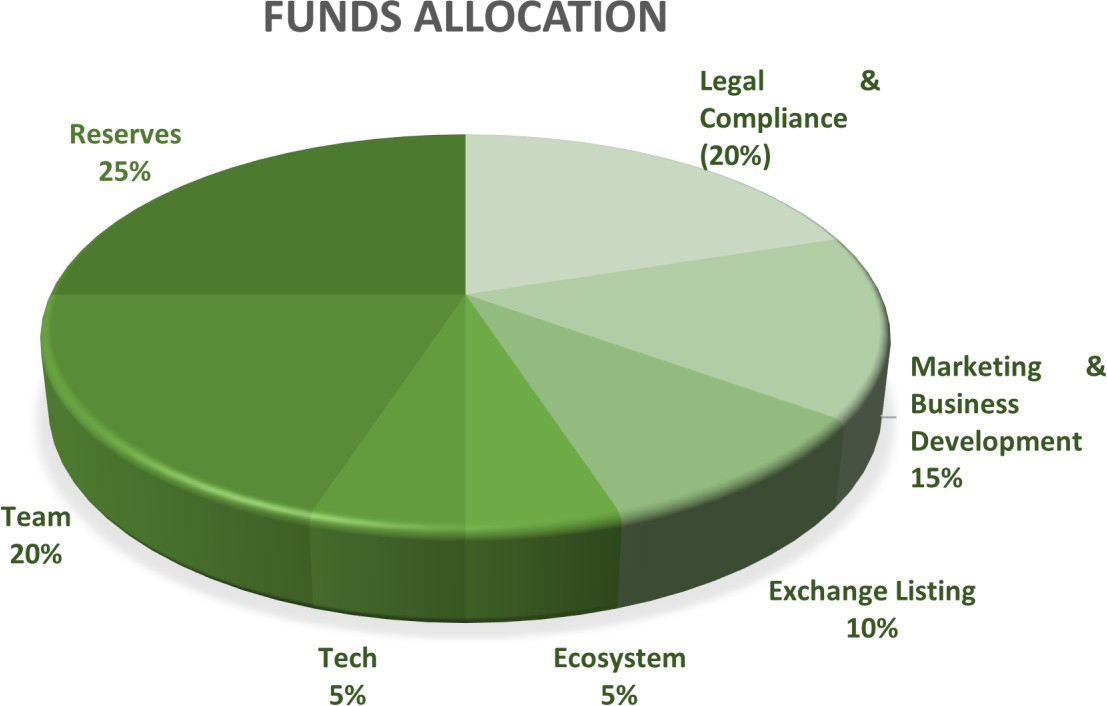 FUNDS ALLOCATION
Legal &
Compliance
(20%)
Reserves
25%
Marketing &
Business
Development
15%
Team
20%
Exchange Listing
10%
Tech
5%
Ecosystem
5%